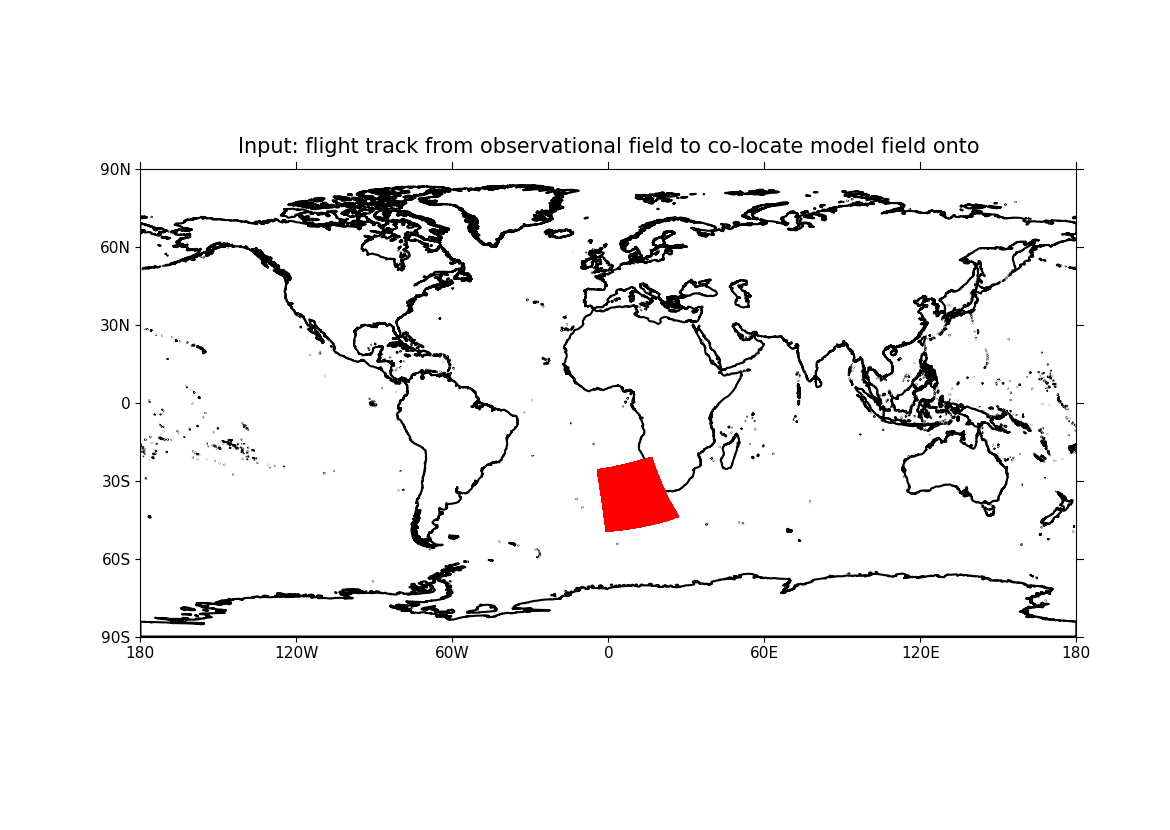 Input: flight track from observational field to co-locate model field onto
90N
60N
30N
0
30S
60S
90S
180 120W 60W 0 60E 120E 180